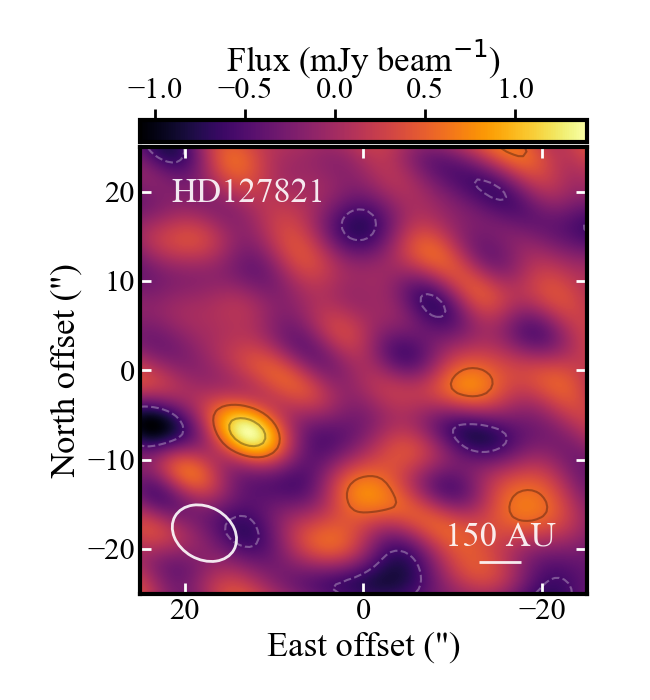 Flux (mJy beam⁻¹)
−1.0 −0.5 0.0 0.5 1.0
HD127821
20
10
0
−10
−20
North offset (")
150 AU
20 0 −20
East offset (")